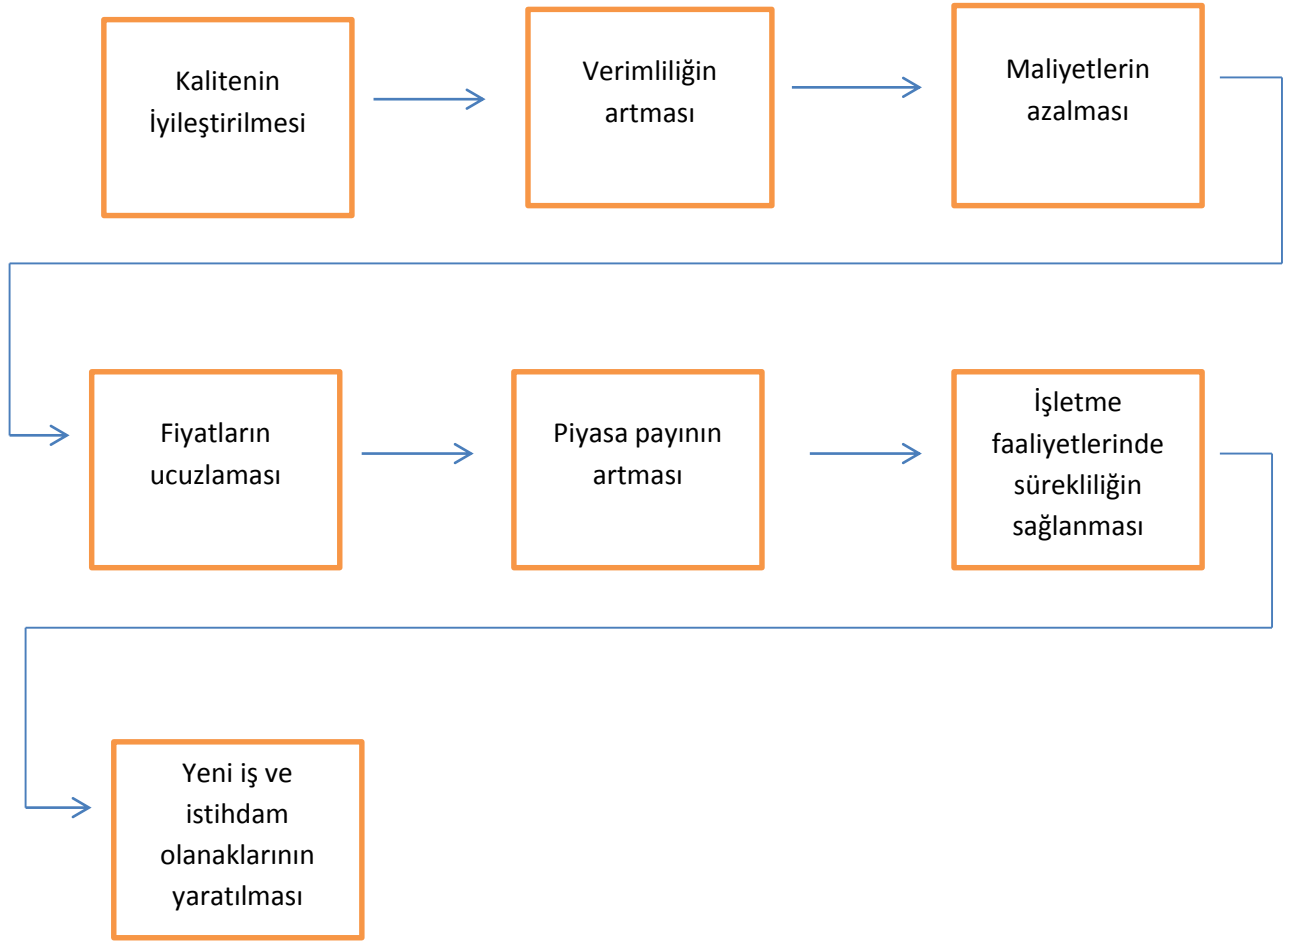 Kalitenin
İyileştirilmesi
Verimliliğin
artması
Maliyetlerin
azalması
Fiyatların
ucuzlaması
Piyasa payının
artması
İşletme
faaliyetlerinde
sürekliliğin
sağlanması
Yeni iş ve
istihdam
olanaklarının
yaratılması